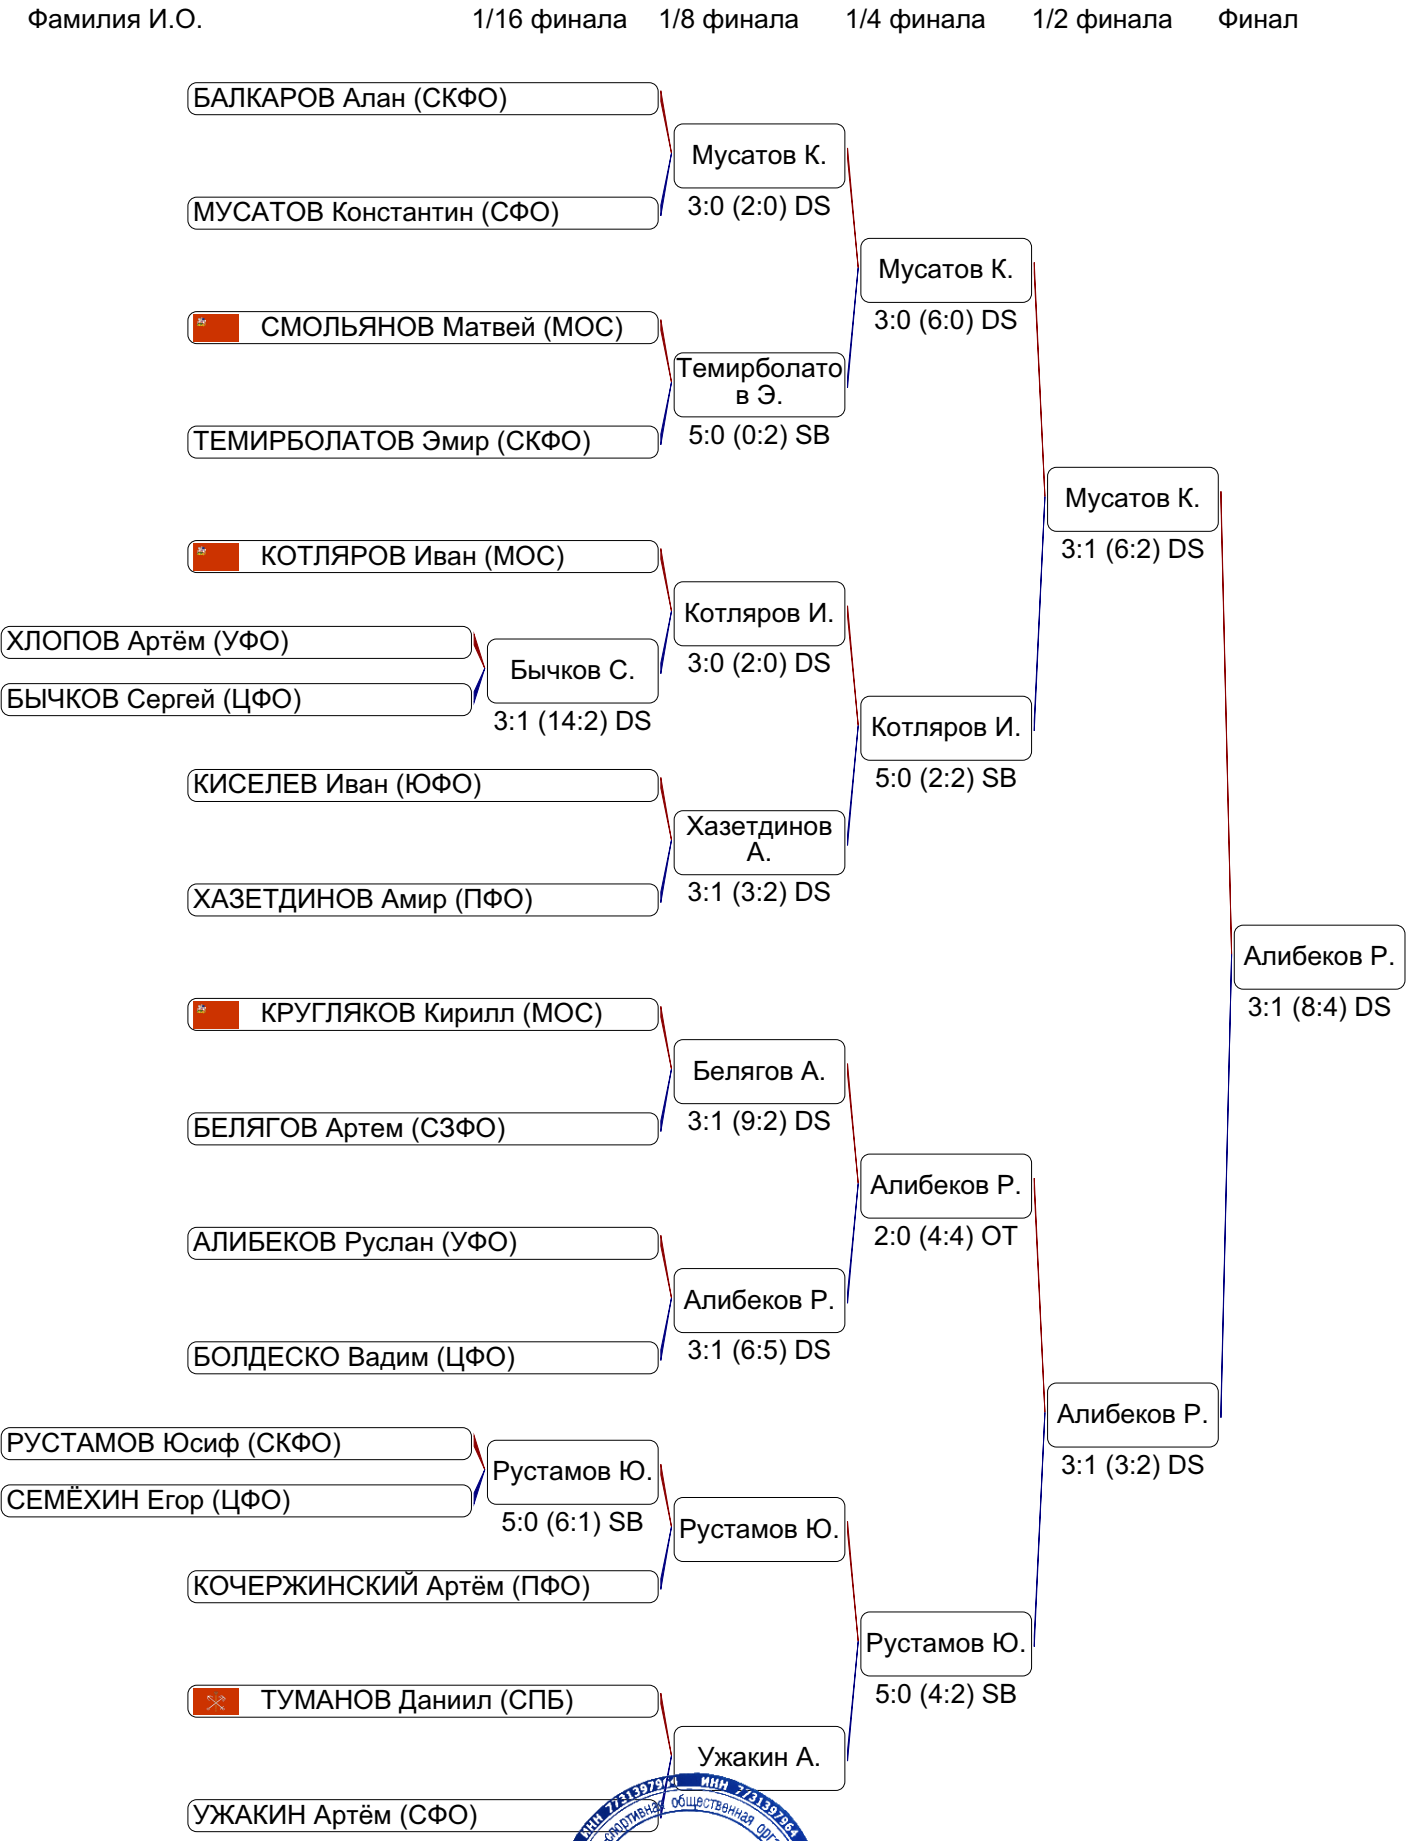 Фамилия И.О. 1/16 финала 1/8 финала 1/4 финала 1/2 финала Финал
БАЛКАРОВ Алан (СКФО)
Мусатов К.
3:0 (2:0) DS
МУСАТОВ Константин (СФО)
Мусатов К.
3:0 (6:0) DS
СМОЛЬЯНОВ Матвей (МОС)
Темирболато
в Э.
5:0 (0:2) SB
ТЕМИРБОЛАТОВ Эмир (СКФО)
Мусатов К.
3:1 (6:2) DS
КОТЛЯРОВ Иван (МОС)
Котляров И.
3:0 (2:0) DS
ХЛОПОВ Артём (УФО)
Бычков С.
3:1 (14:2) DS
БЫЧКОВ Сергей (ЦФО)
Котляров И.
5:0 (2:2) SB
КИСЕЛЕВ Иван (ЮФО)
Хазетдинов
А.
3:1 (3:2) DS
ХАЗЕТДИНОВ Амир (ПФО)
Алибеков Р.
3:1 (8:4) DS
КРУГЛЯКОВ Кирилл (МОС)
Белягов А.
3:1 (9:2) DS
БЕЛЯГОВ Артем (СЗФО)
Алибеков Р.
2:0 (4:4) OT
АЛИБЕКОВ Руслан (УФО)
Алибеков Р.
3:1 (6:5) DS
БОЛДЕСКО Вадим (ЦФО)
Алибеков Р.
3:1 (3:2) DS
РУСТАМОВ Юсиф (СКФО)
Рустамов Ю.
5:0 (6:1) SB
СЕМЁХИН Егор (ЦФО)
Рустамов Ю.
КОЧЕРЖИНСКИЙ Артём (ПФО)
Рустамов Ю.
5:0 (4:2) SB
ТУМАНОВ Даниил (СПБ)
Ужакин А.
УЖАКИН Артём (СФО)
ИНН 7731397964 ИНН 7731397964
общественная